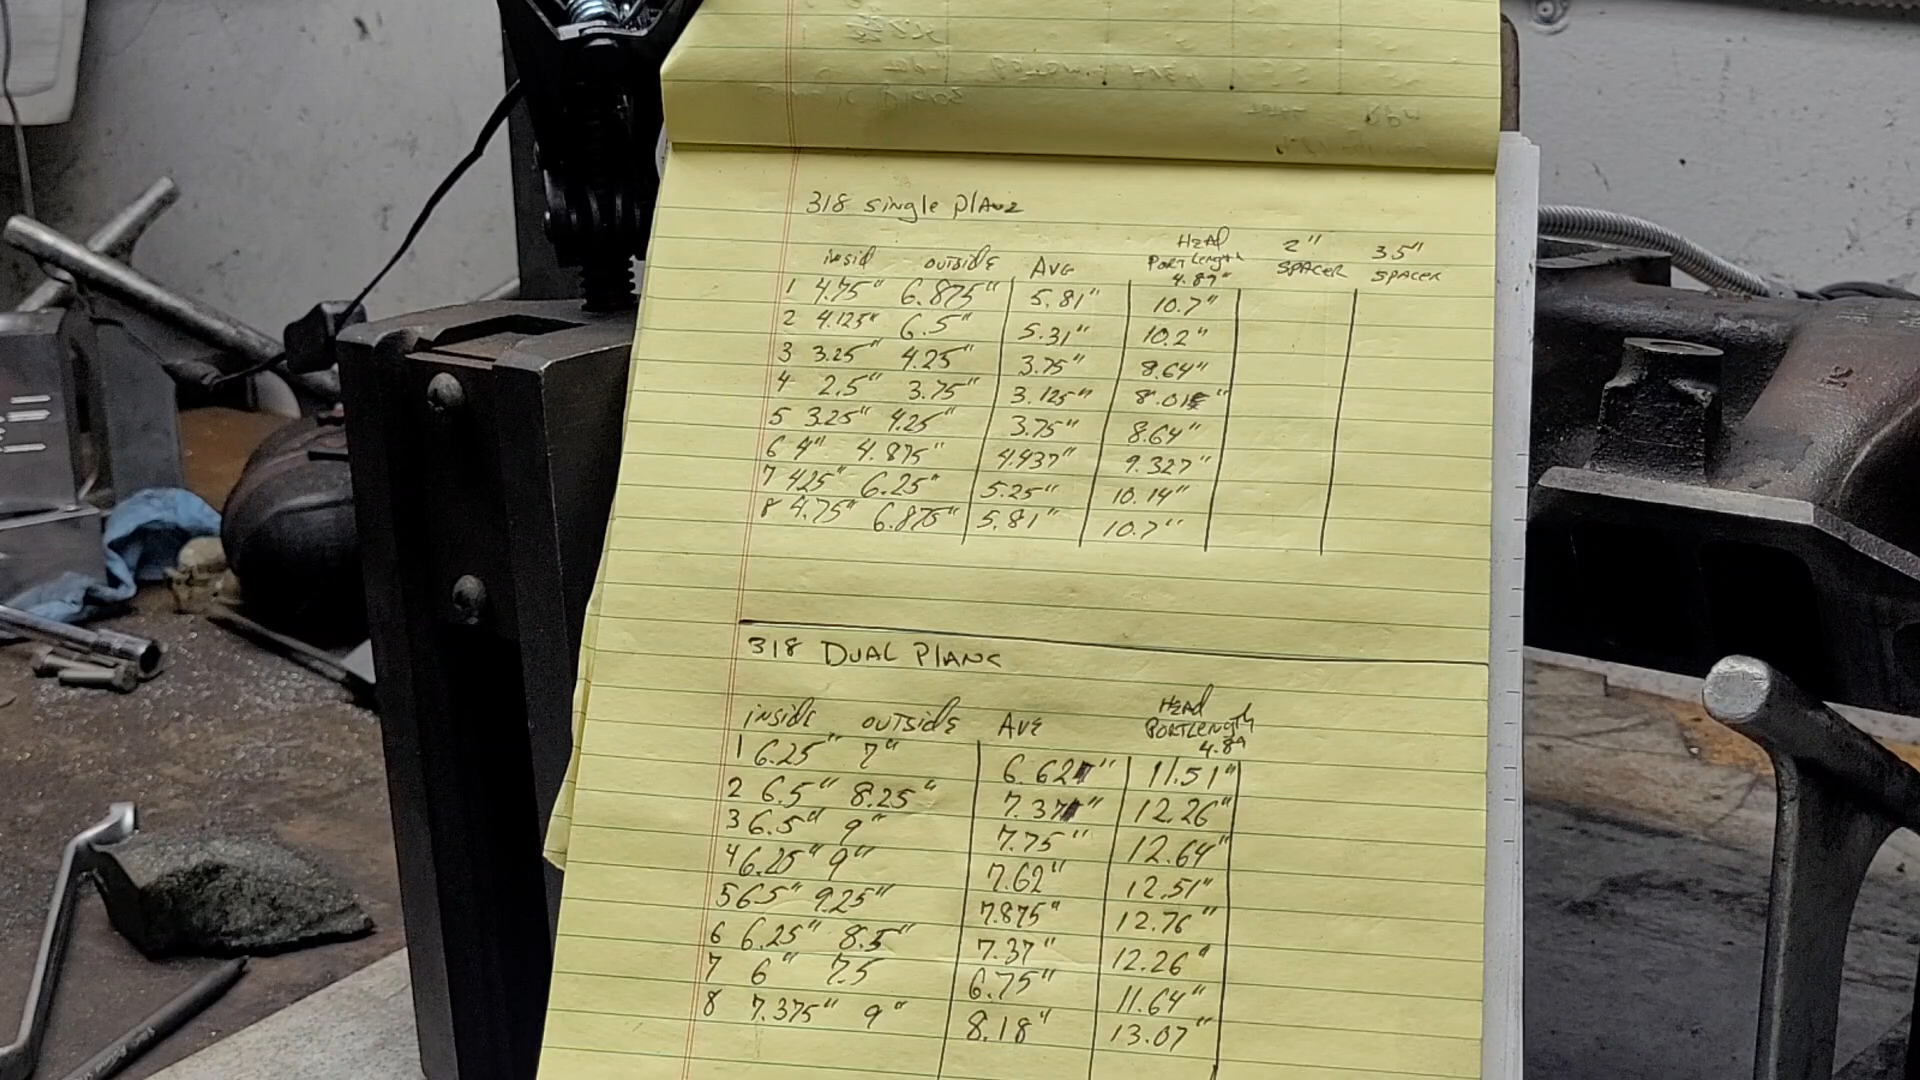 318 single plane
insid outside AVG Head Port Length 4.89" 2" SPACER 3.5" SPACER
1 4.75" 6.875" 5.81" 10.7"
2 4.125" 6.5" 5.31" 10.2"
3 3.25" 4.25" 3.75" 8.64"
4 2.5" 3.75" 3.125" 8.01"
5 3.25" 4.25" 3.75" 8.64"
6 4" 4.875" 4.437" 9.327"
7 4.25" 6.25" 5.25" 10.14"
8 4.75" 6.875" 5.81" 10.7"
318 DUAL PLANE
inside outside AVE Head PORT LENGTH 4.89
1 6.25" 7" 6.62" 11.51"
2 6.5" 8.25" 7.37" 12.26"
3 6.5" 9" 7.75" 12.64"
4 6.25" 9" 7.62" 12.51"
5 6.5" 9.25" 7.875" 12.76"
6 6.25" 8.5" 7.37" 12.26"
7 6" 7.5 6.75" 11.64"
8 7.375" 9" 8.18" 13.07"